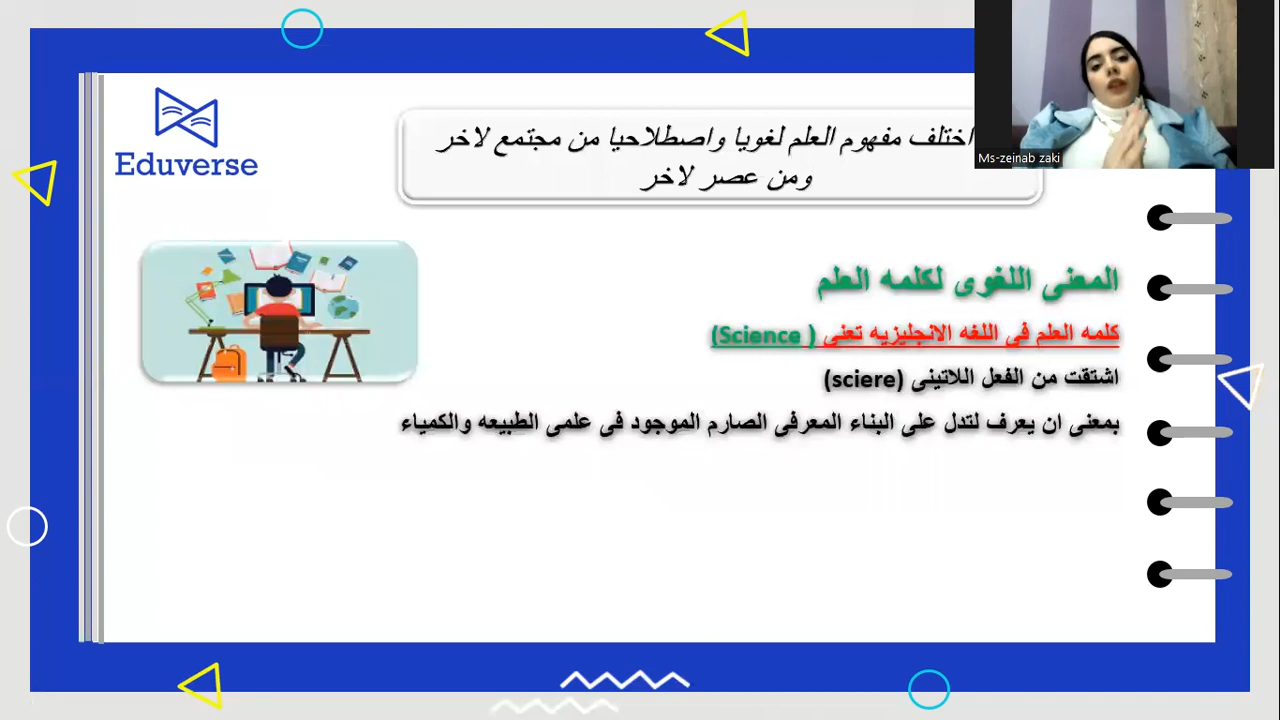 Eduverse
اختلف مفهوم العلم لغويا واصطلاحيا من مجتمع لاخر
ومن عصر لاخر
Ms-zeinab zaki
المعنى اللغوى لكلمه العلم
كلمه العلم فى اللغه الانجليزيه تعنى ( Science)
اشتقت من الفعل اللاتينى (sciere)
بمعنى ان يعرف لتدل على البناء المعرفى الصارم الموجود فى علمى الطبيعه والكمياء